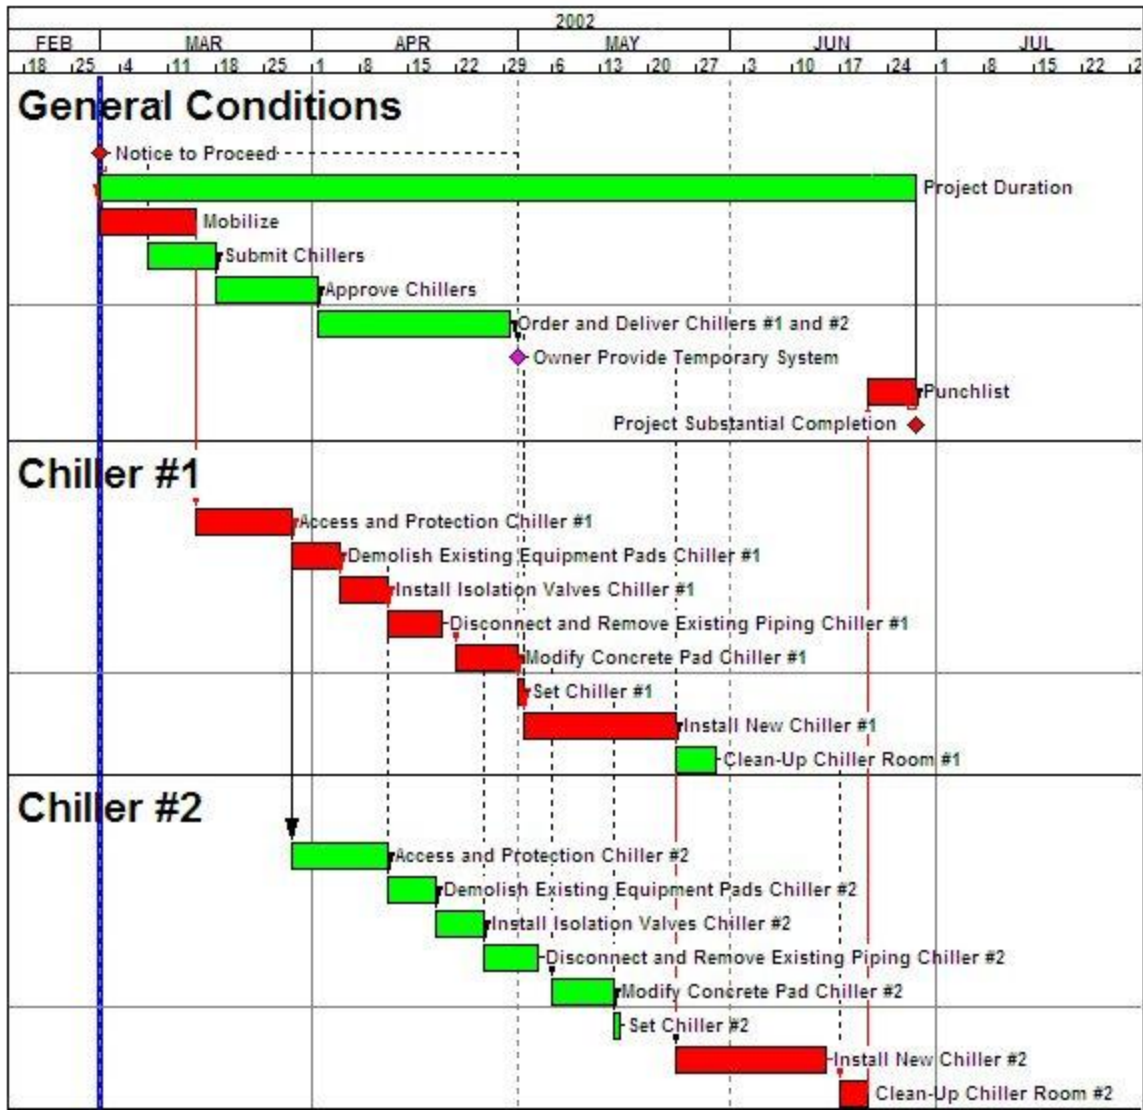 2002
FEB MAR APR MAY JUN JUL
18 25 4 11 18 25 1 8 15 22 29 6 13 20 27 3 10 17 24 1 8 15 22 2
General Conditions
Notice to Proceed
Project Duration
Mobilize
Submit Chillers
Approve Chillers
Order and Deliver Chillers #1 and #2
Owner Provide Temporary System
Punchlist
Project Substantial Completion
Chiller #1
Access and Protection Chiller #1
Demolish Existing Equipment Pads Chiller #1
Install Isolation Valves Chiller #1
Disconnect and Remove Existing Piping Chiller #1
Modify Concrete Pad Chiller #1
Set Chiller #1
Install New Chiller #1
Clean-Up Chiller Room #1
Chiller #2
Access and Protection Chiller #2
Demolish Existing Equipment Pads Chiller #2
Install Isolation Valves Chiller #2
Disconnect and Remove Existing Piping Chiller #2
Modify Concrete Pad Chiller #2
Set Chiller #2
Install New Chiller #2
Clean-Up Chiller Room #2